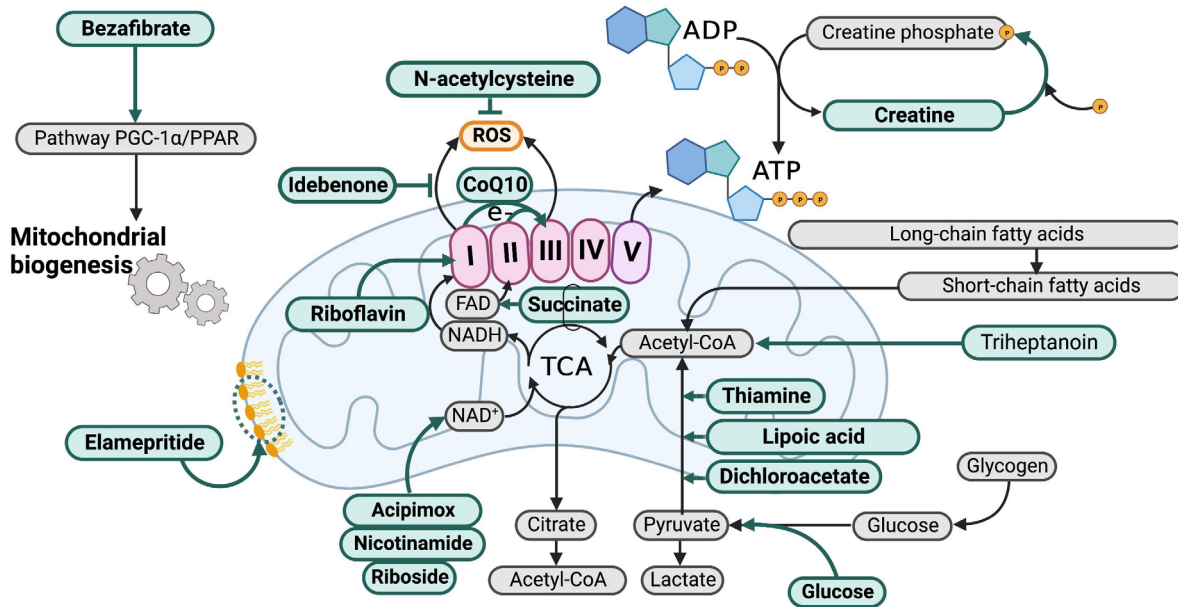 Bezafibrate
Pathway PGC-1α/PPAR
Mitochondrial
biogenesis
N-acetylcysteine
ROS
Idebenone
CoQ10
e-
I
II
III
IV
V
Riboflavin
FAD
Succinate
NADH
TCA
NAD+
Elamepritide
Acipimox
Nicotinamide
Riboside
Citrate
Acetyl-CoA
ADP
P
P
Creatine phosphate
P
Creatine
P
ATP
P
P
P
Long-chain fatty acids
Short-chain fatty acids
Acetyl-CoA
Triheptanoin
Thiamine
Lipoic acid
Dichloroacetate
Glycogen
Pyruvate
Glucose
Lactate
Glucose